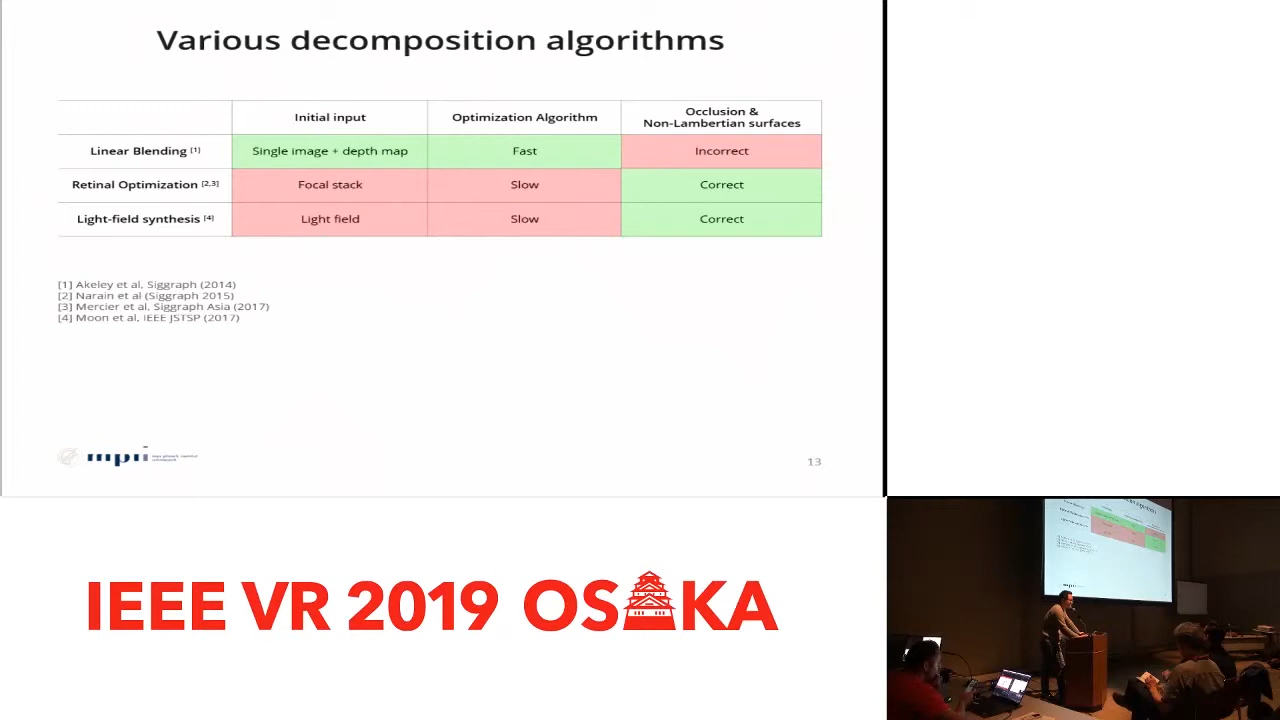 Various decomposition algorithms
Initial input
Optimization Algorithm
Occlusion &
Non-Lambertian surfaces
Linear Blending [1]
Single image + depth map
Fast
Incorrect
Retinal Optimization [2,3]
Focal stack
Slow
Correct
Light-field synthesis [4]
Light field
Slow
Correct
[1] Akeley et al, Siggraph (2014)
[2] Narain et al (Siggraph 2015)
[3] Mercier et al, Siggraph Asia (2017)
[4] Moon et al, IEEE JSTSP (2017)
mpii
13
IEEE VR 2019 OSAKA